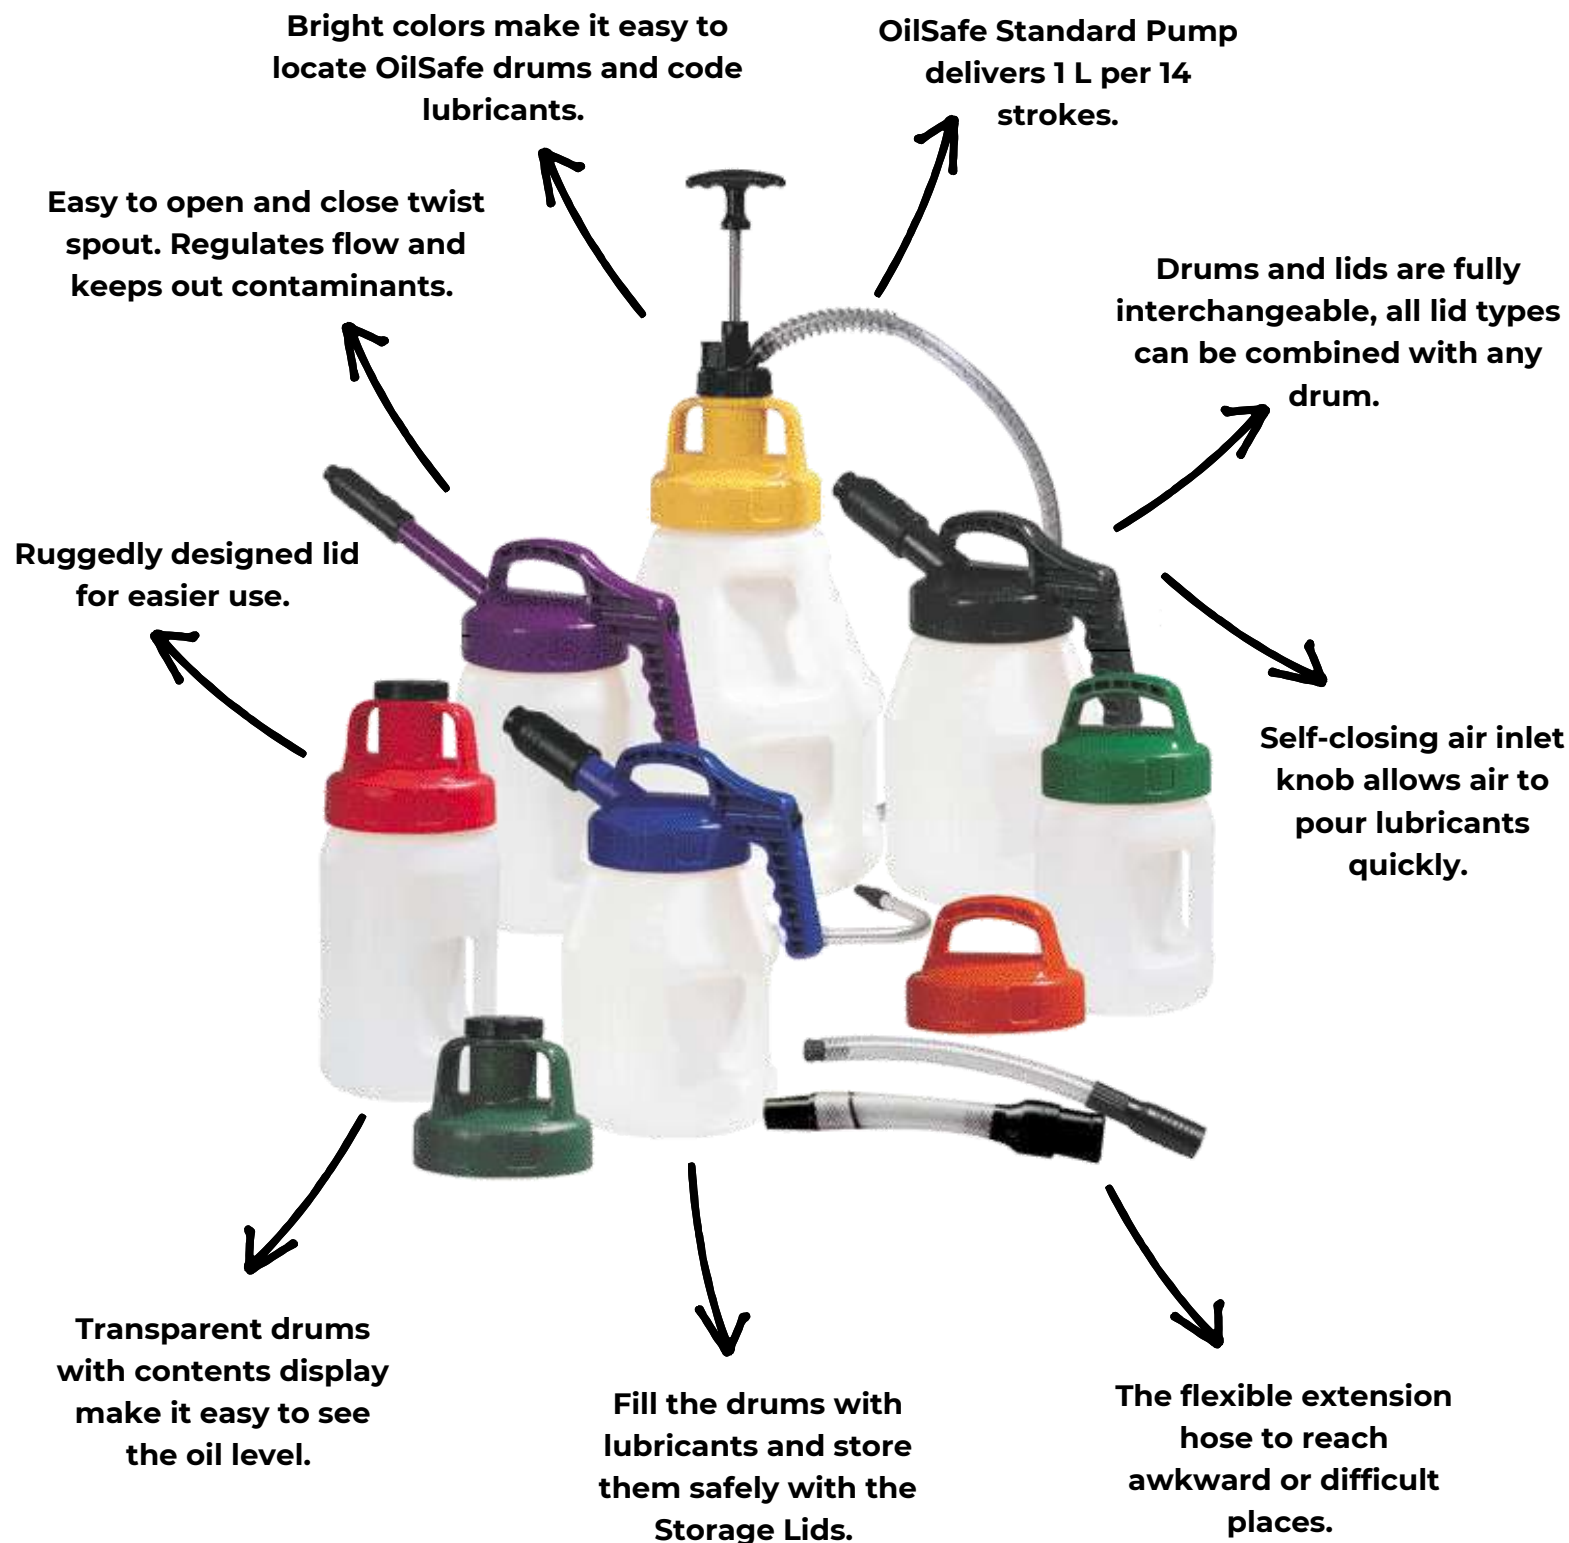 Bright colors make it easy to
locate OilSafe drums and code
lubricants.
OilSafe Standard Pump
delivers 1 L per 14
strokes.
Easy to open and close twist
spout. Regulates flow and
keeps out contaminants.
Drums and lids are fully
interchangeable, all lid types
can be combined with any
drum.
Ruggedly designed lid
for easier use.
Self-closing air inlet
knob allows air to
pour lubricants
quickly.
Transparent drums
with contents display
make it easy to see
the oil level.
Fill the drums with
lubricants and store
them safely with the
Storage Lids.
The flexible extension
hose to reach
awkward or difficult
places.